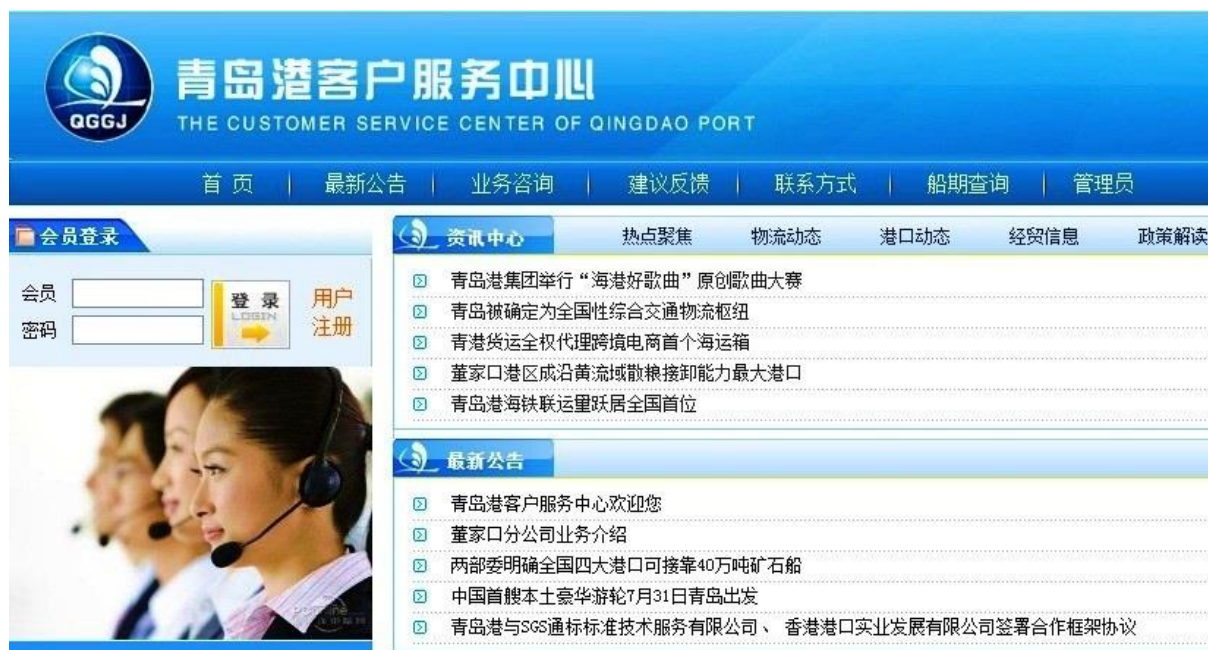 青岛港客户服务中心
QGGJ
THE CUSTOMER SERVICE CENTER OF QINGDAO PORT
首 页 | 最新公告 | 业务咨询 | 建议反馈 | 联系方式 | 船期查询 | 管理员
会员登录
会员
密码
登 录
LOGIN
用户
注册
资讯中心 热点聚焦 物流动态 港口动态 经贸信息 政策解读
青岛港集团举行“海港好歌曲”原创歌曲大赛
青岛被确定为全国性综合交通物流枢纽
青港货运全权代理跨境电商首个海运箱
董家口港区成沿黄流域散粮接卸能力最大港口
青岛港海铁联运量跃居全国首位
最新公告
青岛港客户服务中心欢迎您
董家口分公司业务介绍
两部委明确全国四大港口可接靠40万吨矿石船
中国首艘本土豪华游轮7月31日青岛出发
青岛港与SGS通标标准技术服务有限公司、 香港港口实业发展有限公司签署合作框架协议